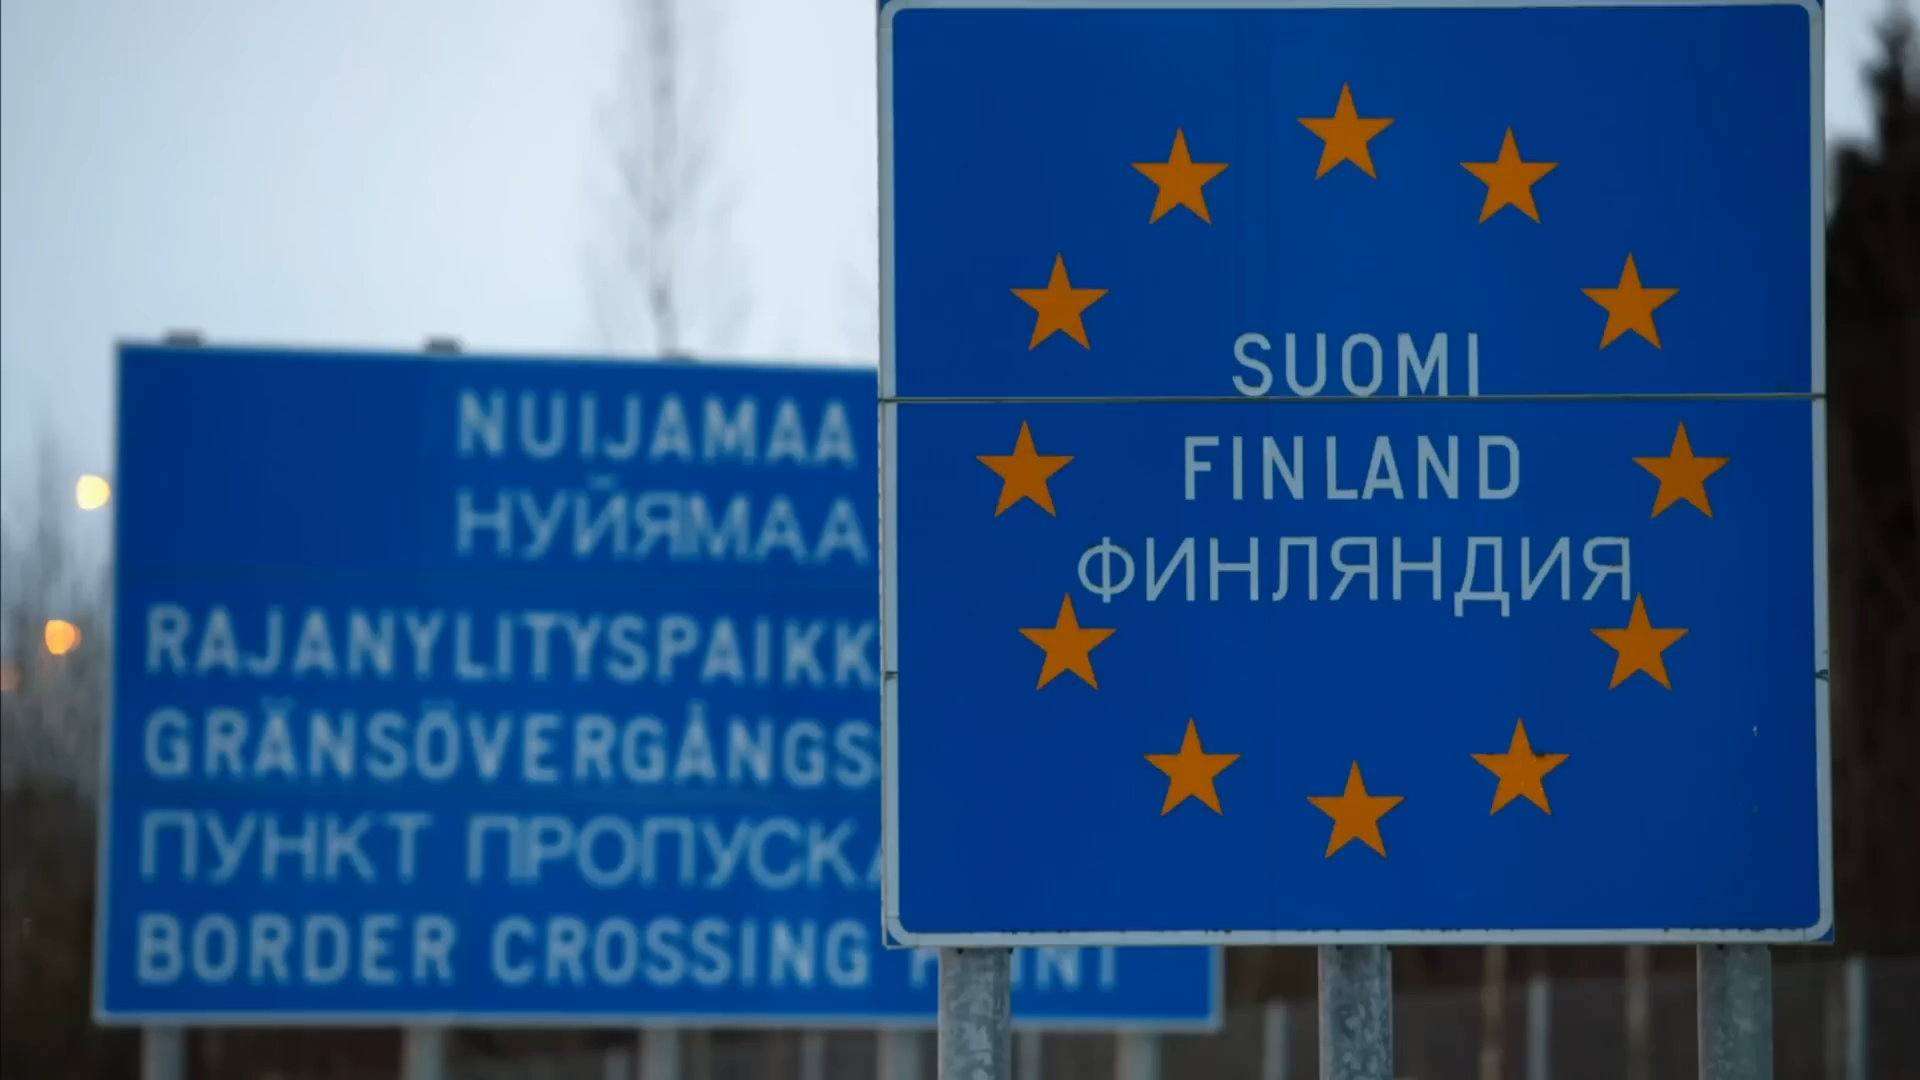 NUIJAMAA
НУЙЯМАА
RAJANYLITYSPAIKK
GRÄNSÖVERGÅNGS
ПУНКТ ПРОПУСКА
BORDER CROSSING
SUOMI
FINLAND
ФИНЛЯНДИЯ